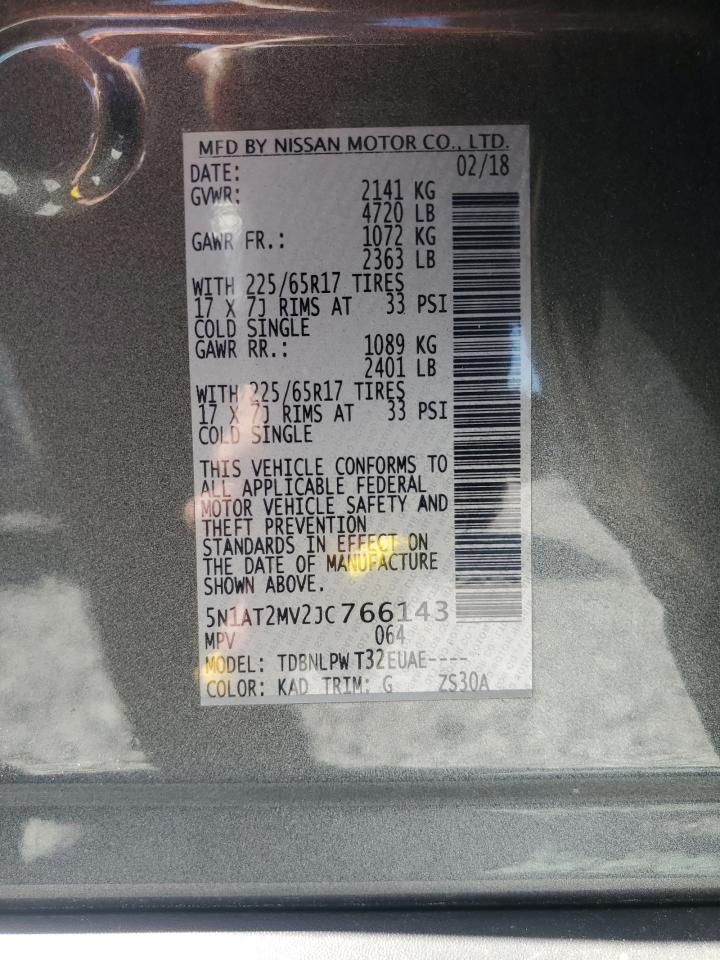 MFD BY NISSAN MOTOR CO., LTD.
DATE: 02/18
GVWR: 2141 KG
4720 LB
GAWR FR.: 1072 KG
2363 LB
WITH 225/65R17 TIRES
17 X 7J RIMS AT 33 PSI
COLD SINGLE
GAWR RR.: 1089 KG
2401 LB
WITH 225/65R17 TIRES
17 X 7J RIMS AT 33 PSI
COLD SINGLE
THIS VEHICLE CONFORMS TO
ALL APPLICABLE FEDERAL
MOTOR VEHICLE SAFETY AND
THEFT PREVENTION
STANDARDS IN EFFECT ON
THE DATE OF MANUFACTURE
SHOWN ABOVE.
5N1AT2MV2JC766143
MPV 064
MODEL: TDBNLPW T32EUAE----
COLOR: KAD TRIM: G ZS30A